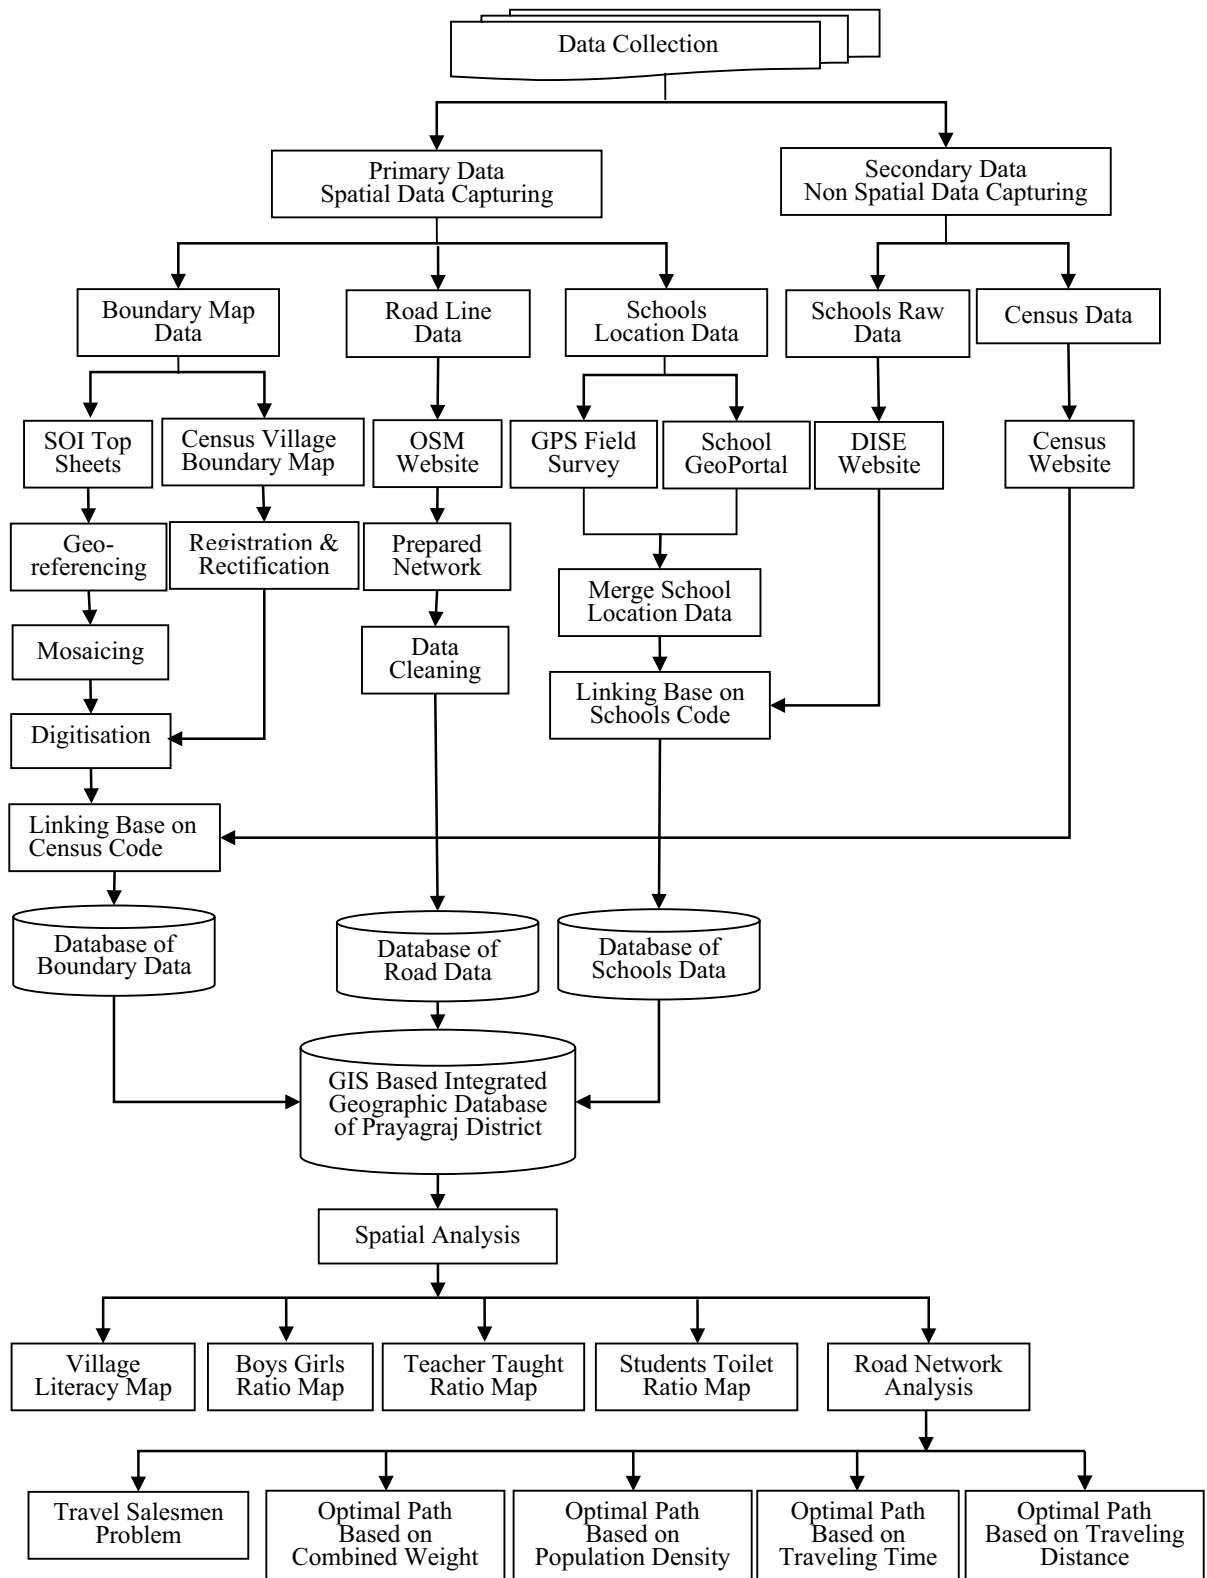 Data Collection
Primary Data
Spatial Data Capturing
Secondary Data
Non Spatial Data Capturing
Boundary Map
Data
Road Line
Data
Schools
Location Data
Schools Raw
Data
Census Data
SOI Top
Sheets
Census Village
Boundary Map
OSM
Website
GPS Field
Survey
School
GeoPortal
DISE
Website
Census
Website
Geo-
referencing
Registration &
Rectification
Prepared
Network
Merge School
Location Data
Mosaicing
Data
Cleaning
Linking Base on
Schools Code
Digitisation
Linking Base on
Census Code
Database of
Boundary Data
Database of
Road Data
Database of
Schools Data
GIS Based Integrated
Geographic Database
of Prayagraj District
Spatial Analysis
Village
Literacy Map
Boys Girls
Ratio Map
Teacher Taught
Ratio Map
Students Toilet
Ratio Map
Road Network
Analysis
Travel Salesmen
Problem
Optimal Path
Based on
Combined Weight
Optimal Path
Based on
Population Density
Optimal Path
Based on
Traveling Time
Optimal Path
Based on Traveling
Distance